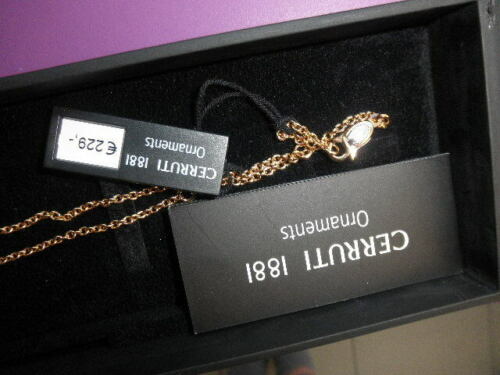 CERRUTI 1881
Ornaments
€229,-
CERRUTI 1881
Ornaments